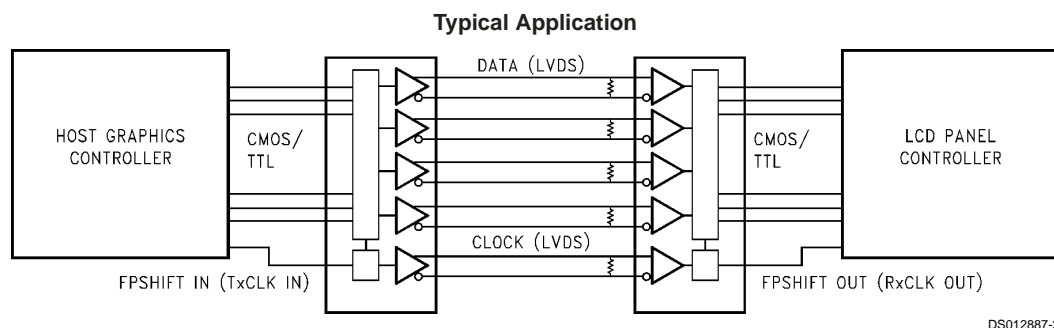 Typical Application
DATA (LVDS)
HOST GRAPHICS
CONTROLLER
CMOS/
TTL
CMOS/
TTL
LCD PANEL
CONTROLLER
CLOCK (LVDS)
FPSHIFT IN (TxCLK IN)
FPSHIFT OUT (RxCLK OUT)